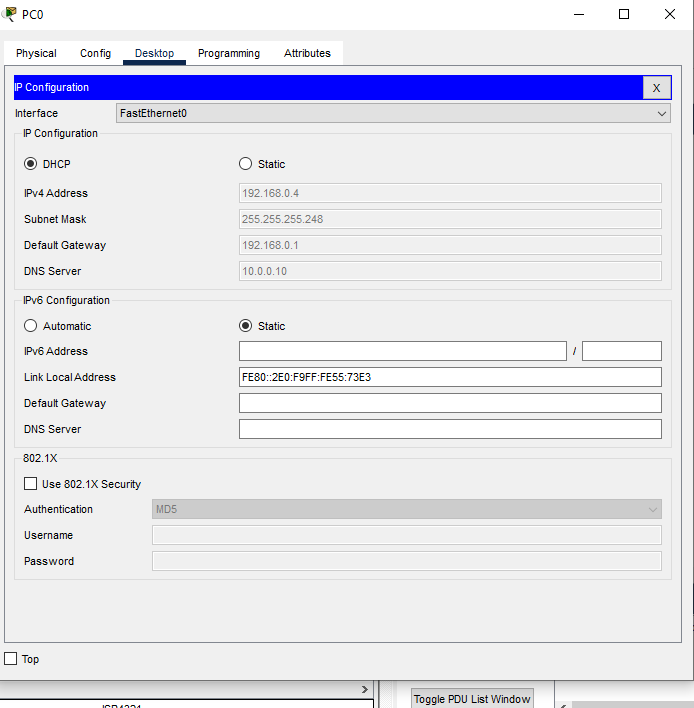 PC0
Physical Config Desktop Programming Attributes
IP Configuration X
Interface FastEthernet0
IP Configuration
DHCP Static
IPv4 Address 192.168.0.4
Subnet Mask 255.255.255.248
Default Gateway 192.168.0.1
DNS Server 10.0.0.10
IPv6 Configuration
Automatic Static
IPv6 Address /
Link Local Address FE80::2E0:F9FF:FE55:73E3
Default Gateway
DNS Server
802.1X
Use 802.1X Security
Authentication MD5
Username
Password
Top
Toggle PDU List Window